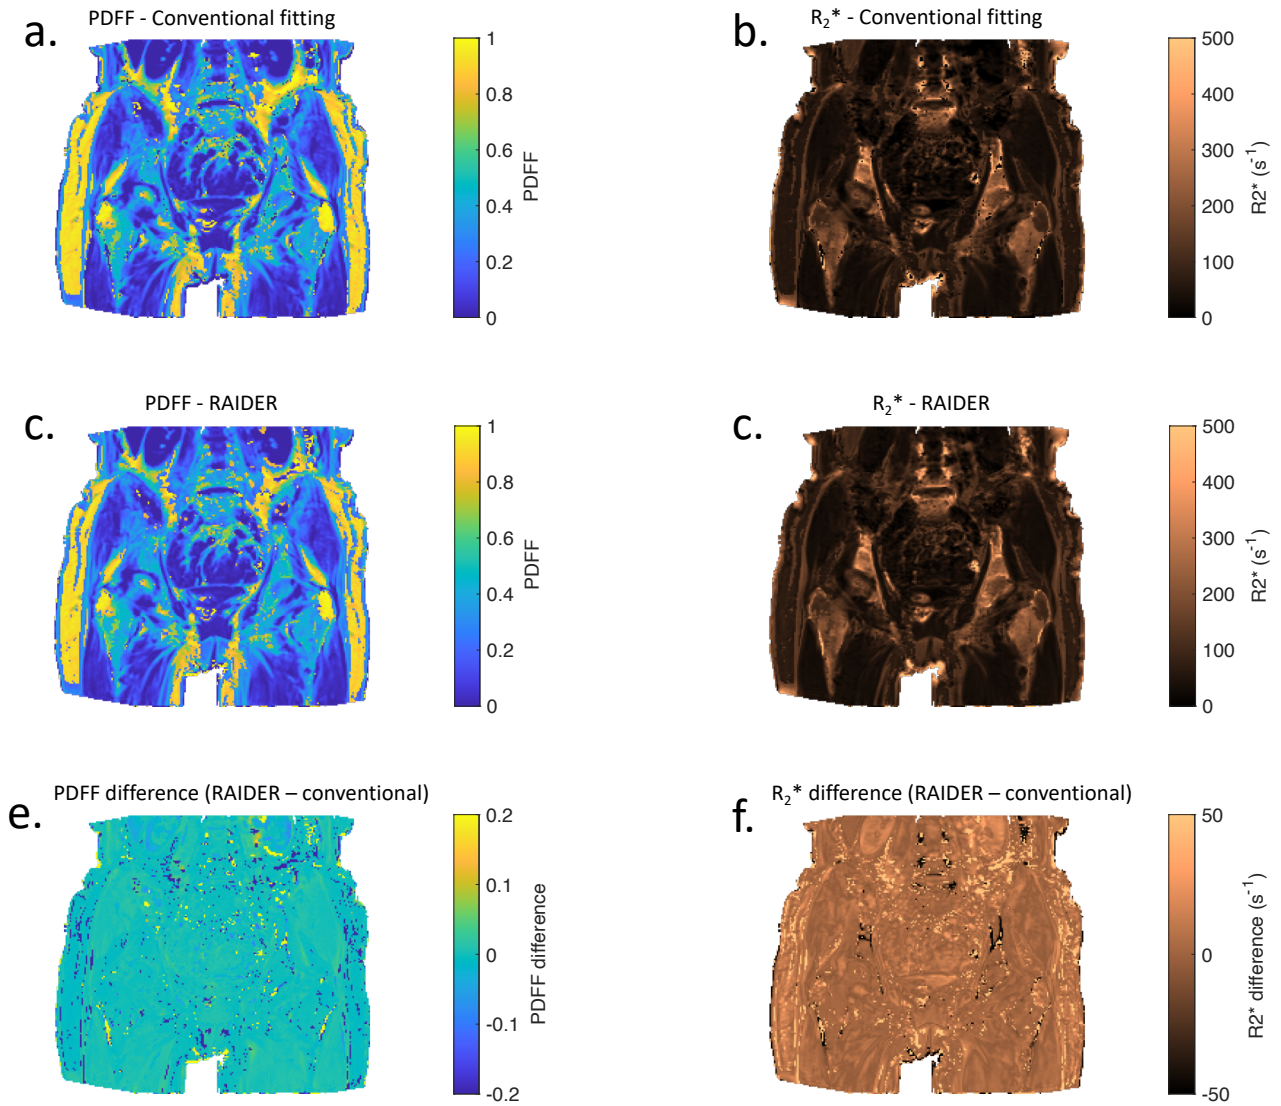 a.
PDFF - Conventional fitting
1
0.8
0.6
0.4
0.2
0
PDFF
b.
R₂* - Conventional fitting
500
400
300
200
100
0
R2* (s⁻¹)
c.
PDFF - RAIDER
1
0.8
0.6
0.4
0.2
0
PDFF
c.
R₂* - RAIDER
500
400
300
200
100
0
R2* (s⁻¹)
e.
PDFF difference (RAIDER – conventional)
0.2
0.1
0
-0.1
-0.2
PDFF difference
f.
R₂* difference (RAIDER – conventional)
50
0
-50
R2* difference (s⁻¹)